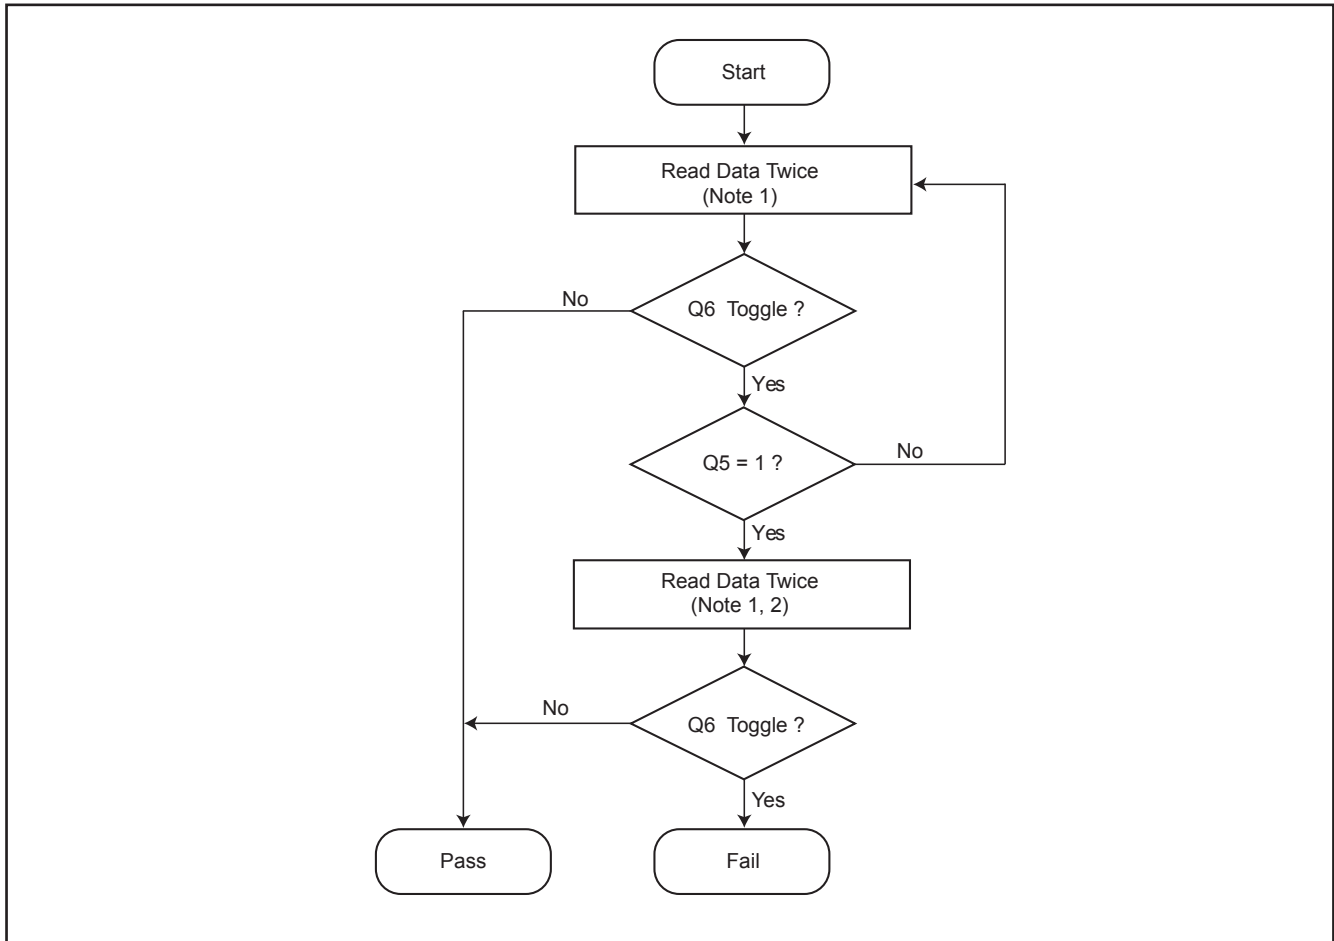 Start
Read Data Twice
(Note 1)
No
Q6 Toggle ?
Yes
Q5 = 1 ?
No
Yes
Read Data Twice
(Note 1, 2)
No
Q6 Toggle ?
Yes
Pass
Fail